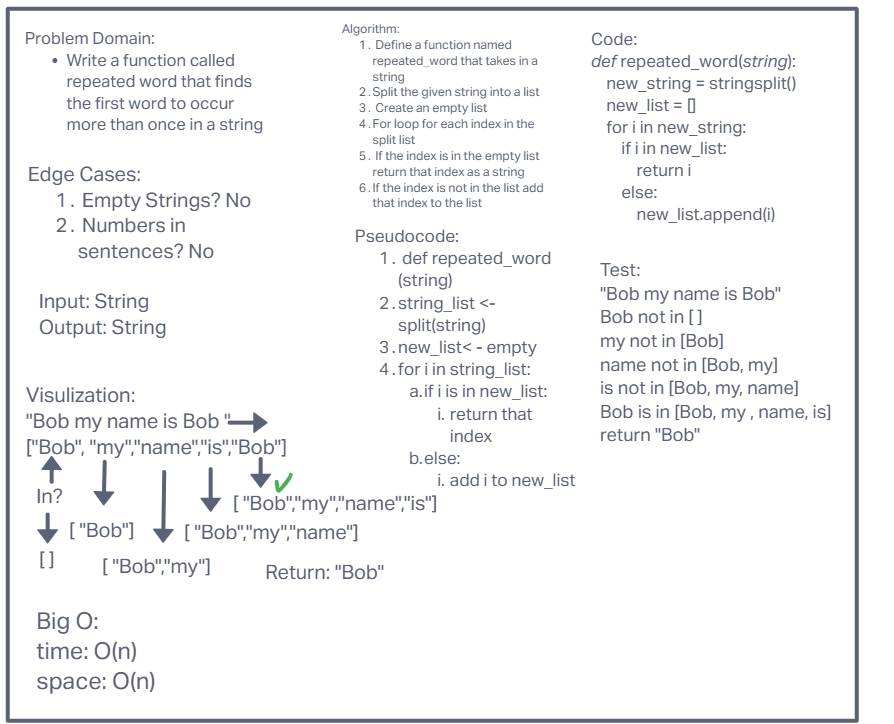 Problem Domain:
• Write a function called
repeated word that finds
the first word to occur
more than once in a string
Edge Cases:
1. Empty Strings? No
2. Numbers in
sentences? No
Input: String
Output: String
Visulization:
"Bob my name is Bob "
["Bob", "my","name","is","Bob"]
In?
[ ]
[ "Bob"]
[ "Bob","my"]
[ "Bob","my","name"]
[ "Bob","my","name","is"]
Return: "Bob"
Big O:
time: O(n)
space: O(n)
Algorithm:
1. Define a function named
repeated_word that takes in a
string
2. Split the given string into a list
3. Create an empty list
4. For loop for each index in the
split list
5. If the index is in the empty list
return that index as a string
6. If the index is not in the list add
that index to the list
Pseudocode:
1. def repeated_word
(string)
2. string_list <-
split(string)
3. new_list< - empty
4. for i in string_list:
a. if i is in new_list:
i. return that
index
b. else:
i. add i to new_list
Code:
def repeated_word(string):
new_string = stringsplit()
new_list = []
for i in new_string:
if i in new_list:
return i
else:
new_list.append(i)
Test:
"Bob my name is Bob"
Bob not in [ ]
my not in [Bob]
name not in [Bob, my]
is not in [Bob, my, name]
Bob is in [Bob, my , name, is]
return "Bob"